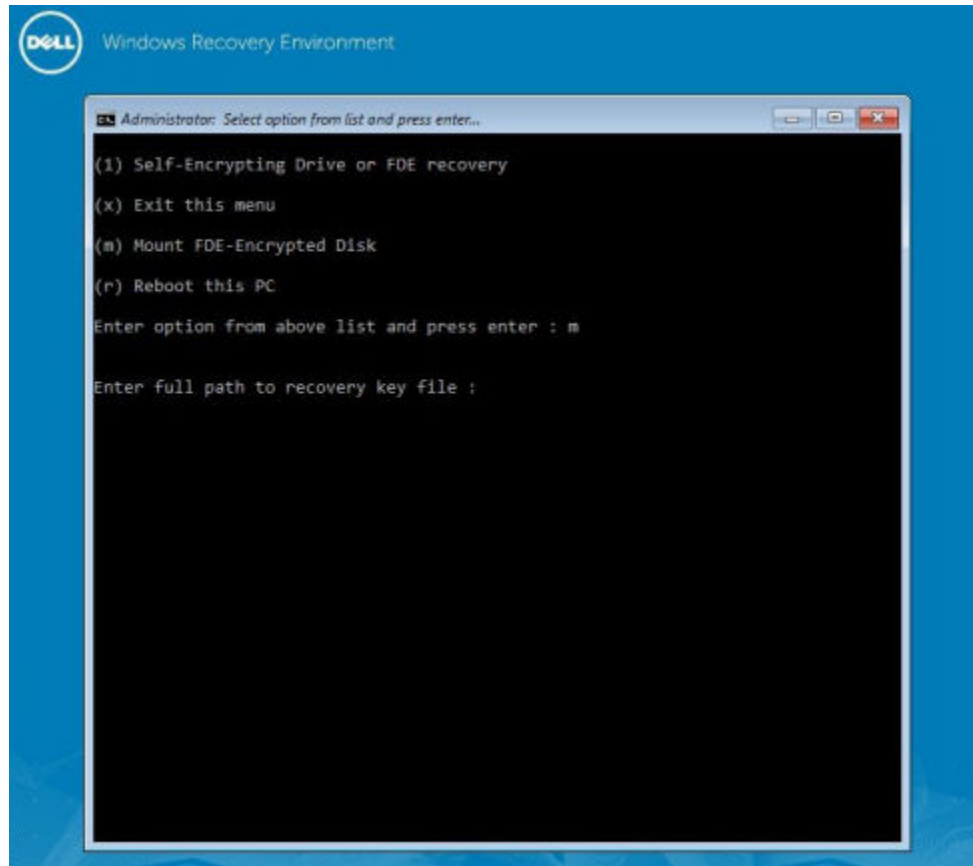 DELL
Windows Recovery Environment
Administrator: Select option from list and press enter...
(1) Self-Encrypting Drive or FDE recovery
(x) Exit this menu
(m) Mount FDE-Encrypted Disk
(r) Reboot this PC
Enter option from above list and press enter : m
Enter full path to recovery key file :